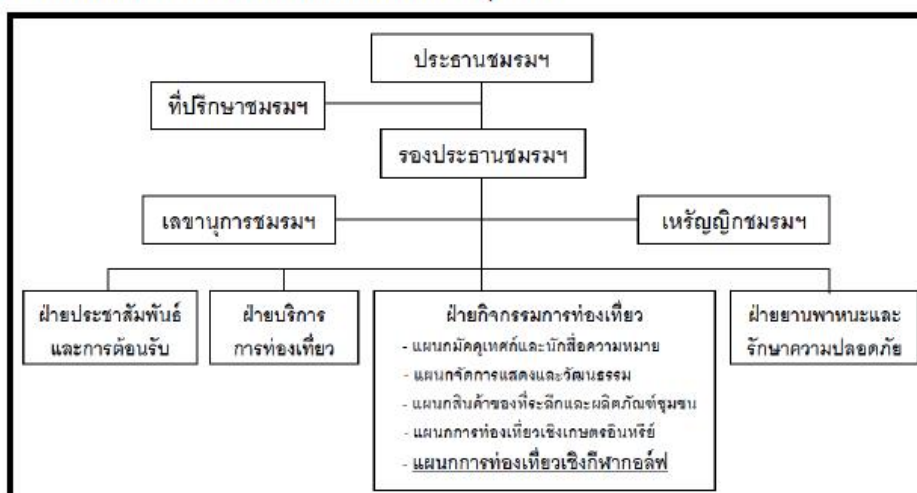 ประธานชมรมฯ
ที่ปรึกษาชมรมฯ
รองประธานชมรมฯ
เลขานุการชมรมฯ
เหรัญญิกชมรมฯ
ฝ่ายประชาสัมพันธ์
และการต้อนรับ
ฝ่ายบริการ
การท่องเที่ยว
ฝ่ายกิจกรรมการท่องเที่ยว
- แผนกมัคคุเทศก์และนักสื่อความหมาย
- แผนกจัดการแสดงและวัฒนธรรม
- แผนกสินค้าของที่ระลึกและผลิตภัณฑ์ชุมชน
- แผนกการท่องเที่ยวเชิงเกษตรอินทรีย์
- แผนกการท่องเที่ยวเชิงกีฬากอล์ฟ
ฝ่ายยานพาหนะและ
รักษาความปลอดภัย